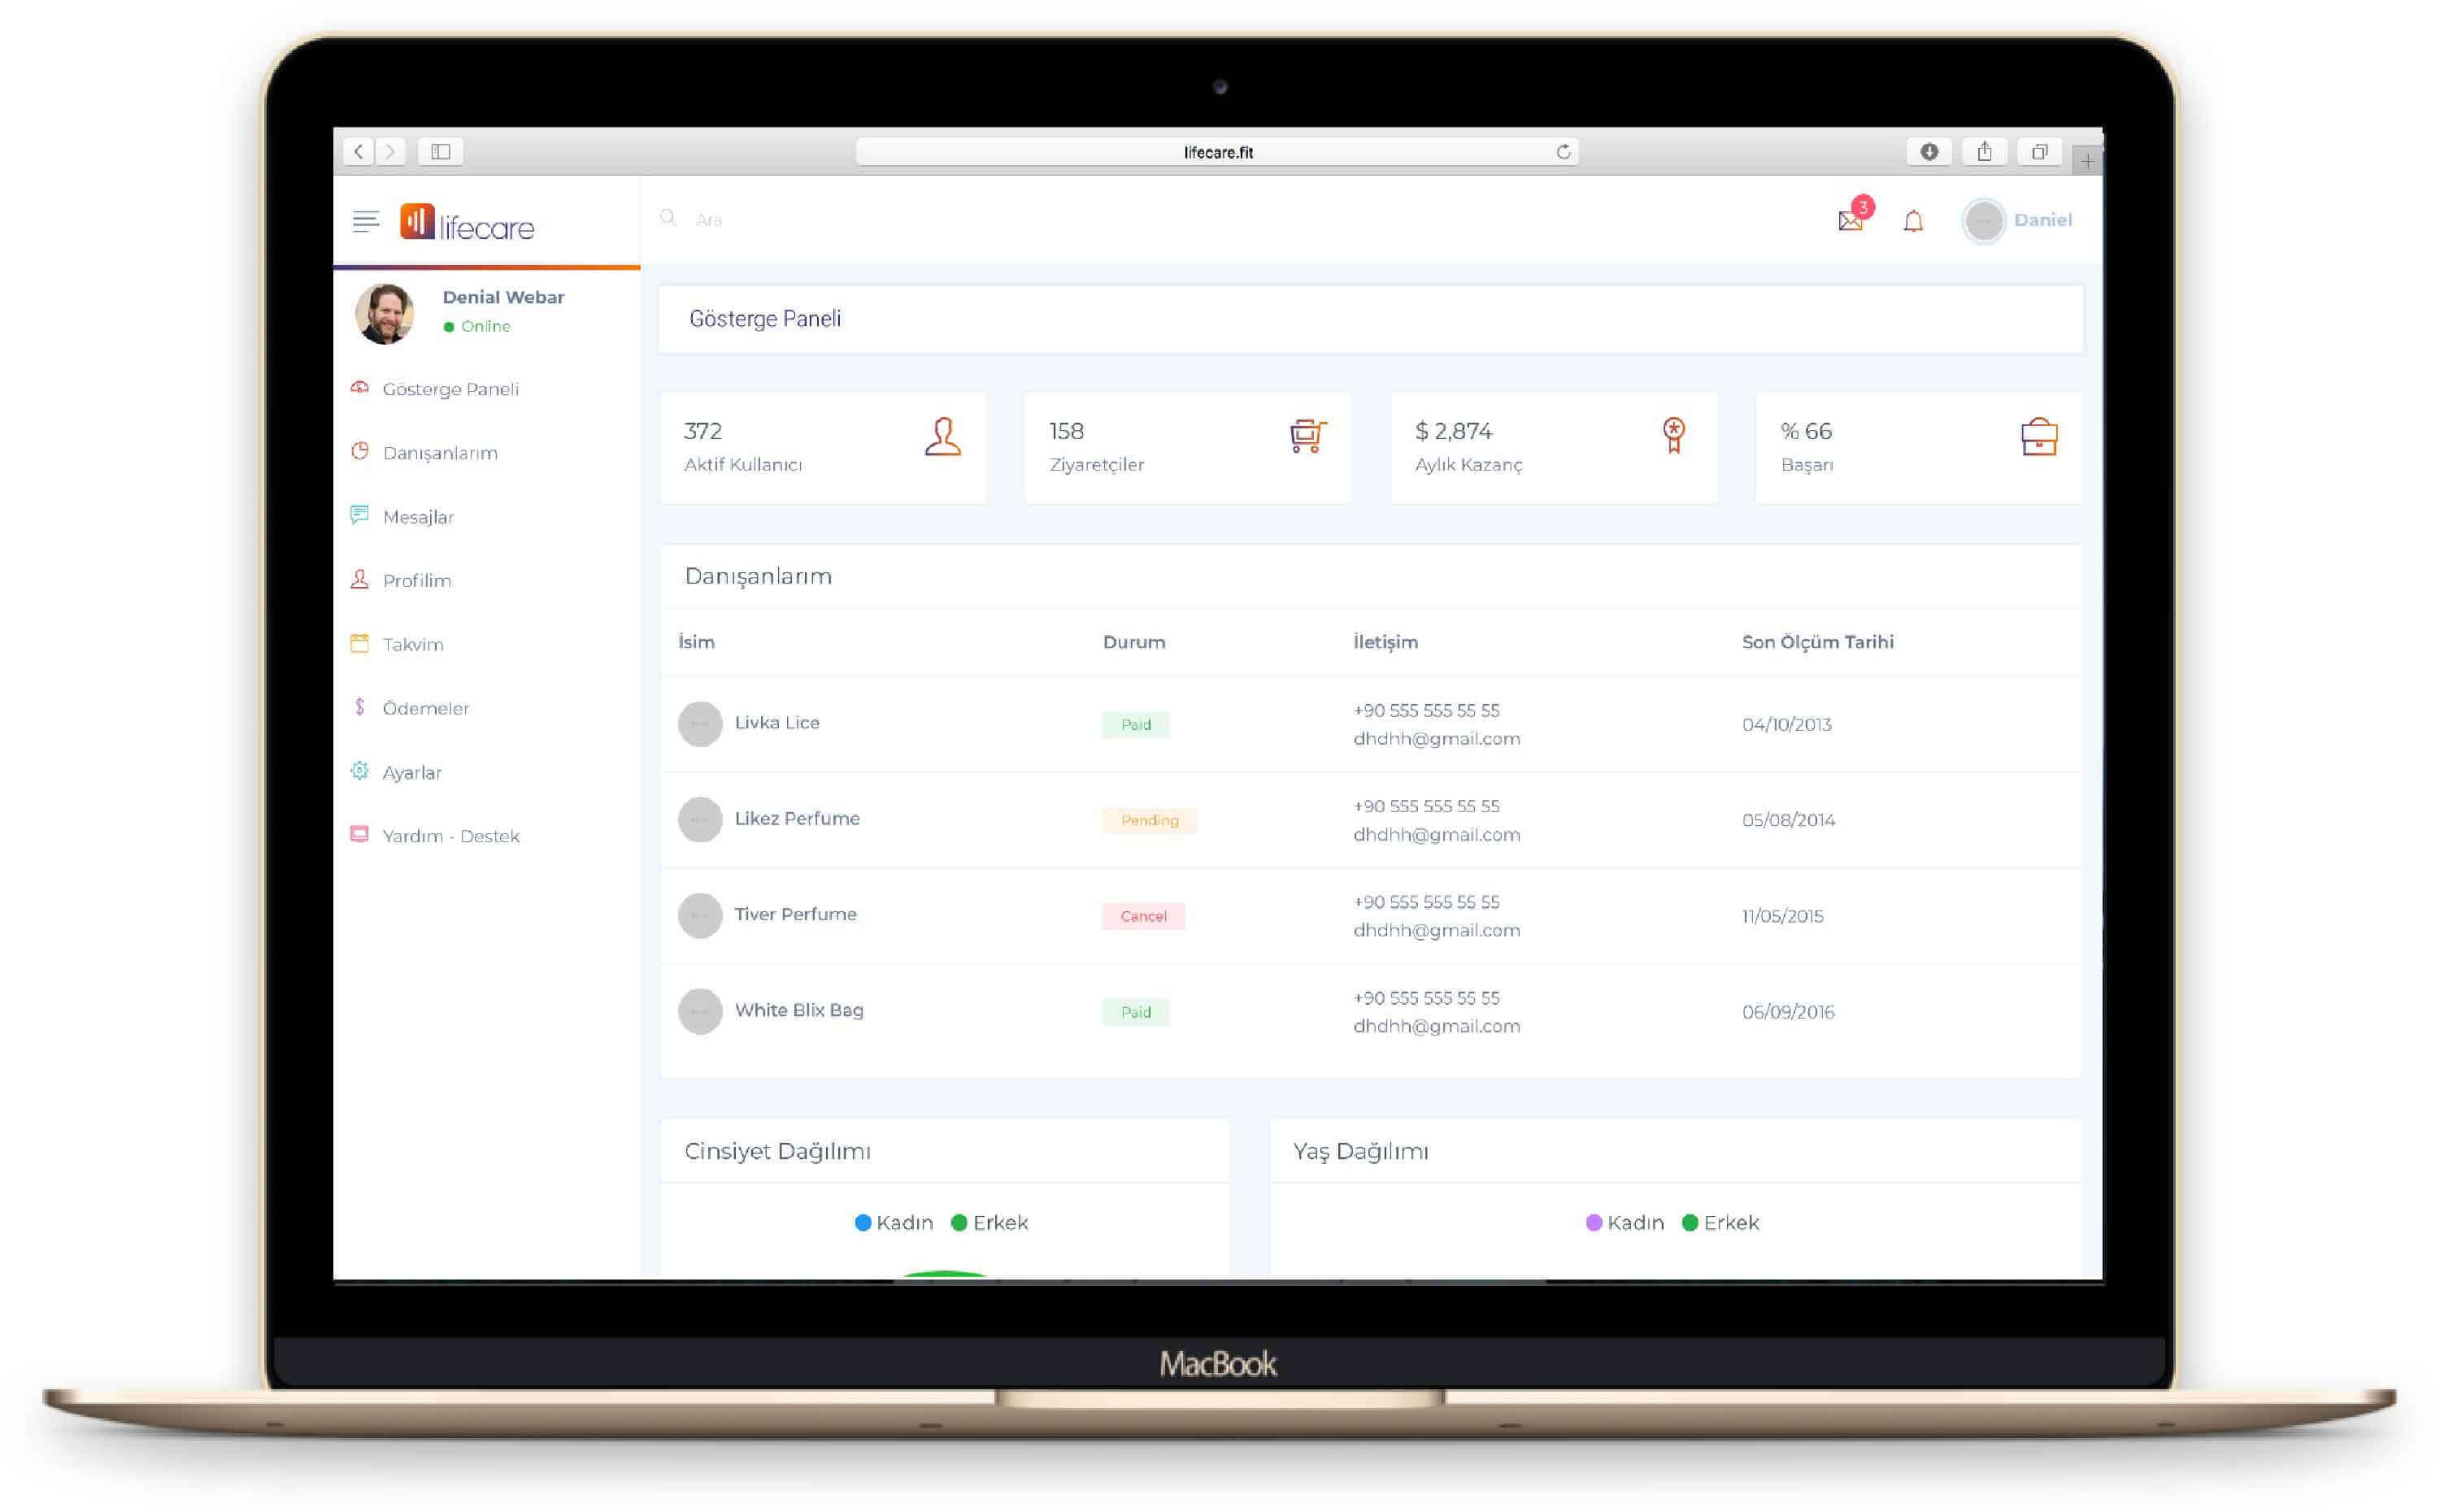 lifecare.fit
lifecare
Ara
3
Daniel
Denial Webar
Online
Gösterge Paneli
Danışanlarım
Mesajlar
Profilim
Takvim
Ödemeler
Ayarlar
Yardım - Destek
Gösterge Paneli
372
Aktif Kullanıcı
158
Ziyaretçiler
$ 2,874
Aylık Kazanç
% 66
Başarı
Danışanlarım
İsim Durum İletişim Son Ölçüm Tarihi
Livka Lice Paid +90 555 555 55 55 04/10/2013
dhdhh@gmail.com
Likez Perfume Pending +90 555 555 55 55 05/08/2014
dhdhh@gmail.com
Tiver Perfume Cancel +90 555 555 55 55 11/05/2015
dhdhh@gmail.com
White Blix Bag Paid +90 555 555 55 55 06/09/2016
dhdhh@gmail.com
Cinsiyet Dağılımı
Kadın Erkek
Yaş Dağılımı
Kadın Erkek
MacBook